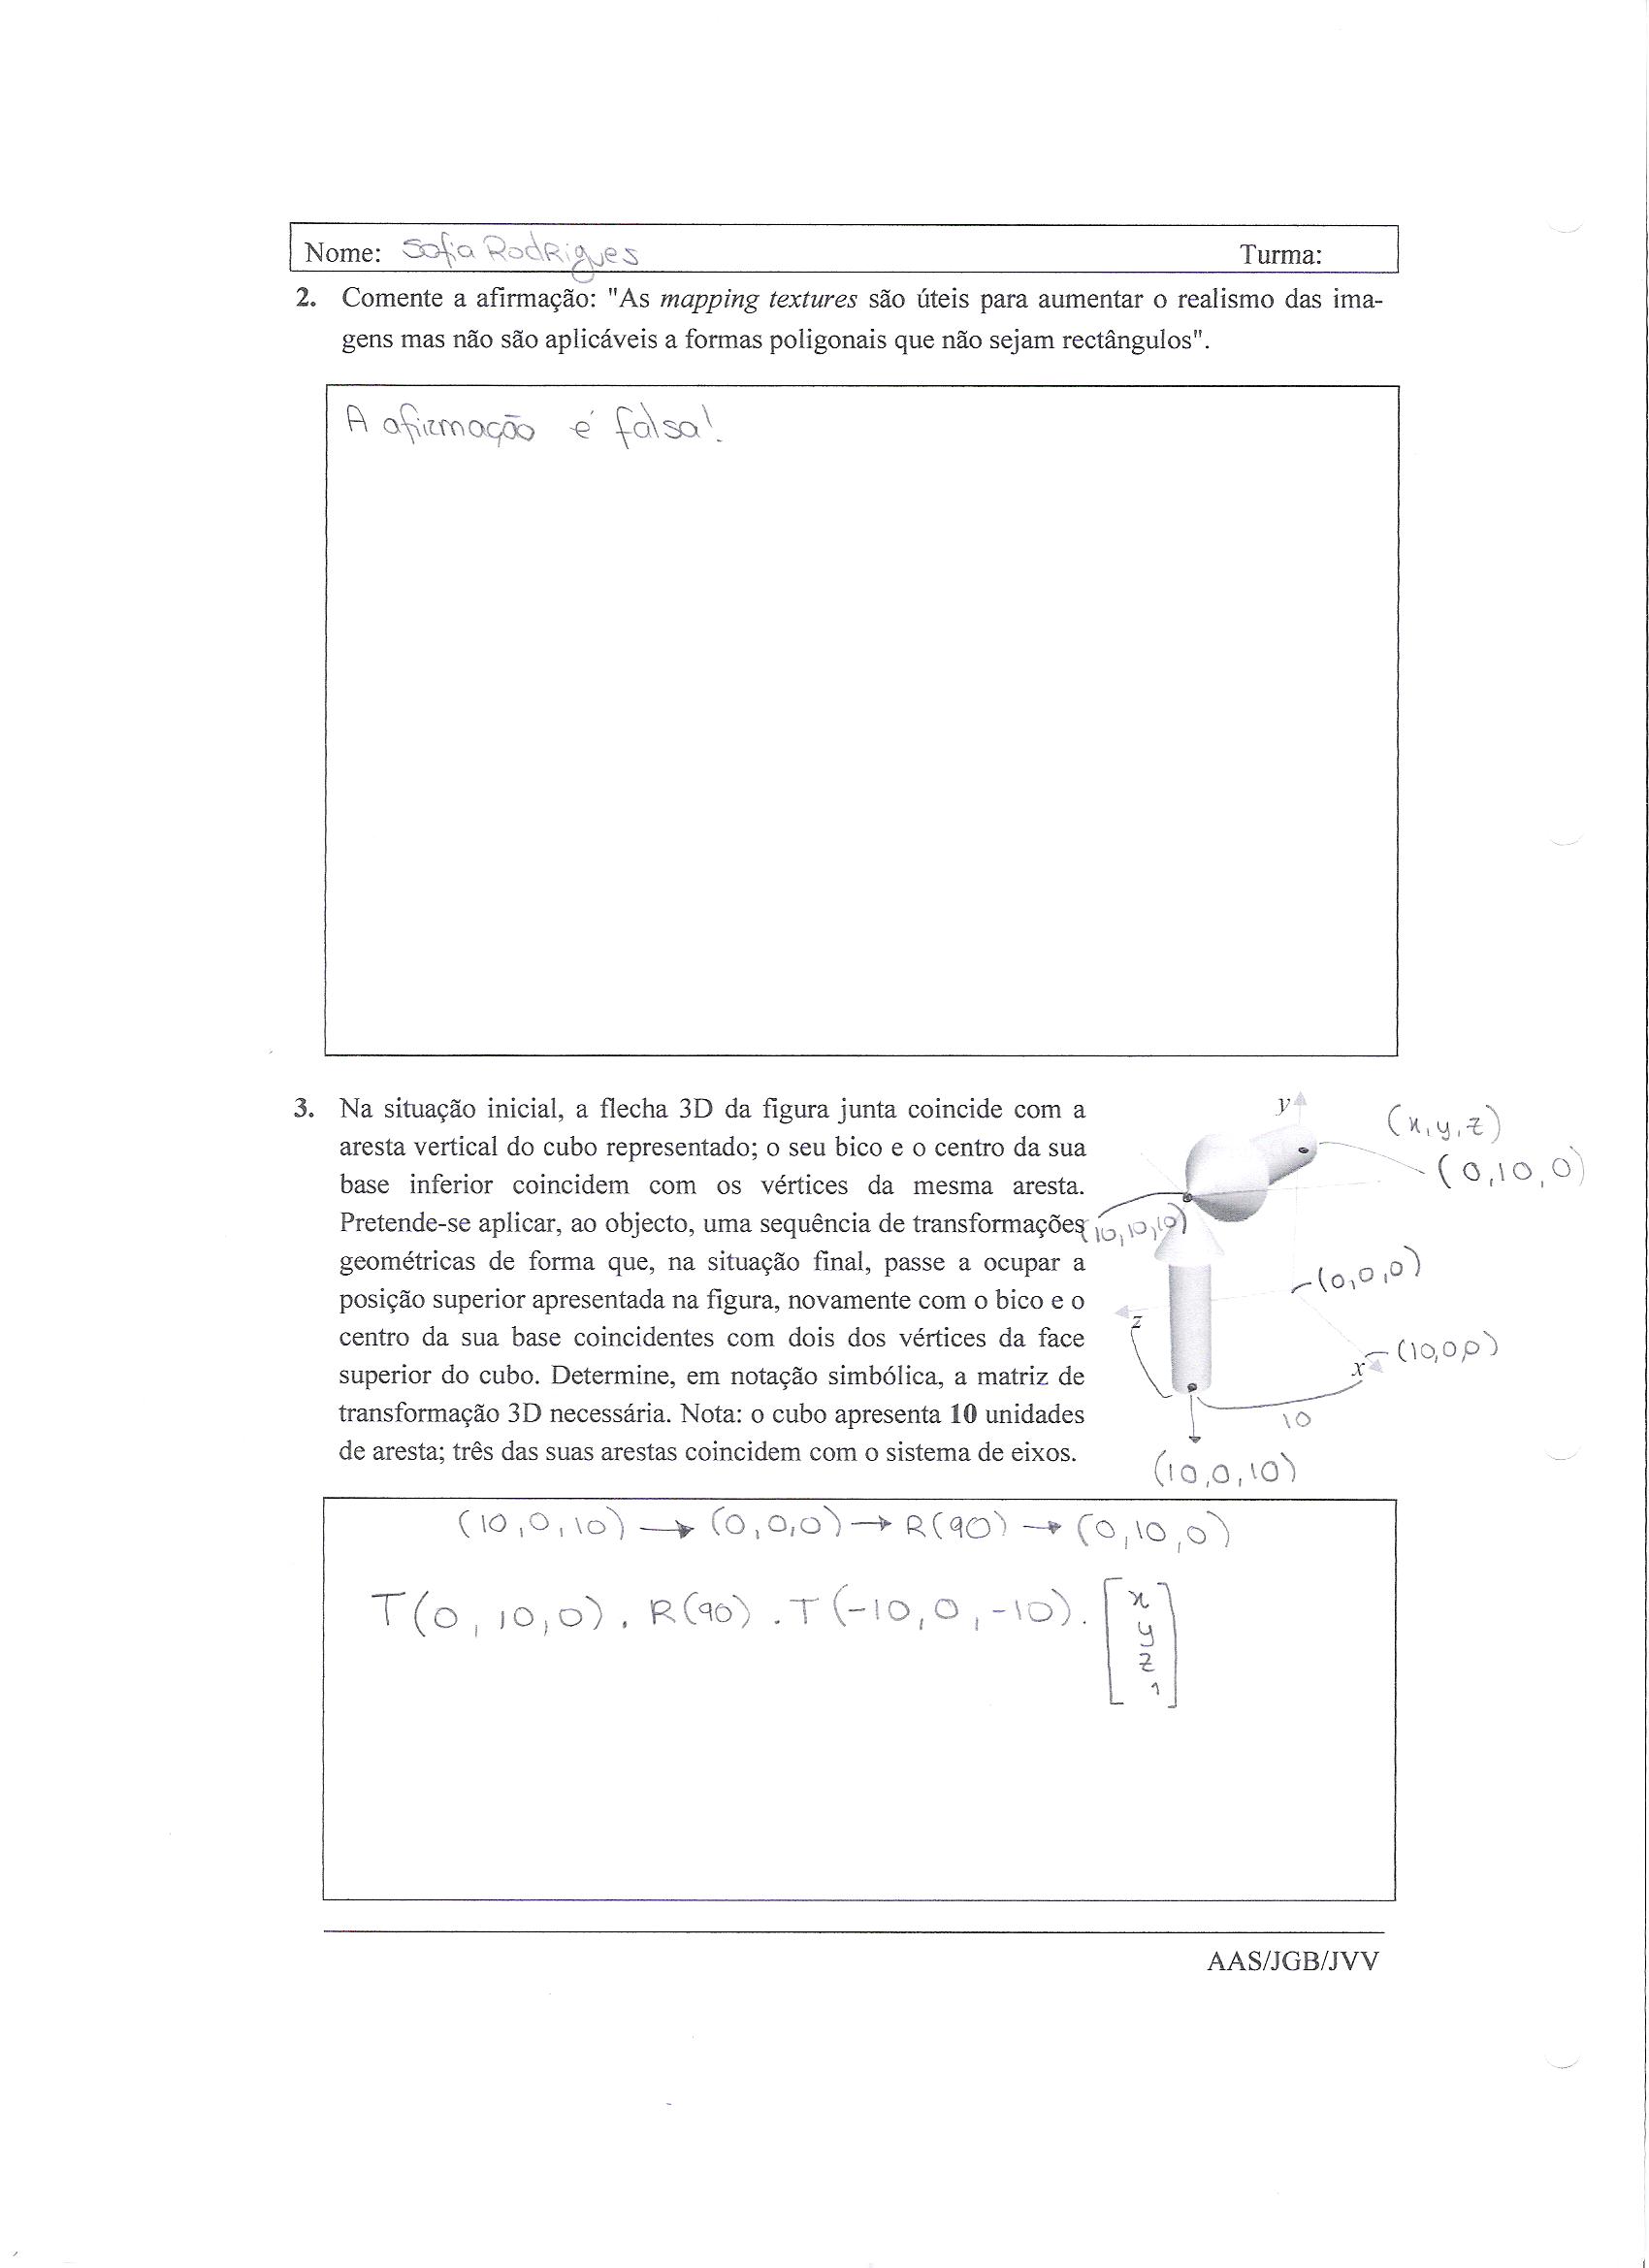 Nome: Sofia Rodrigues Turma:
2. Comente a afirmação: "As mapping textures são úteis para aumentar o realismo das ima-
gens mas não são aplicáveis a formas poligonais que não sejam rectângulos".
A afirmação é falsa!
3. Na situação inicial, a flecha 3D da figura junta coincide com a
aresta vertical do cubo representado; o seu bico e o centro da sua
base inferior coincidem com os vértices da mesma aresta.
Pretende-se aplicar, ao objecto, uma sequência de transformações
geométricas de forma que, na situação final, passe a ocupar a
posição superior apresentada na figura, novamente com o bico e o
centro da sua base coincidentes com dois dos vértices da face
superior do cubo. Determine, em notação simbólica, a matriz de
transformação 3D necessária. Nota: o cubo apresenta 10 unidades
de aresta; três das suas arestas coincidem com o sistema de eixos.
y
(x,y,z)
(0,10,0)
(10,10,10)
(0,0,0)
z
(10,0,0)
x
10
(10,0,10)
(10,0,10) → (0,0,0) → R(90) → (0,10,0)
T(0,10,0) . R(90) . T(-10,0,-10). [x
y
z
1]
AAS/JGB/JVV